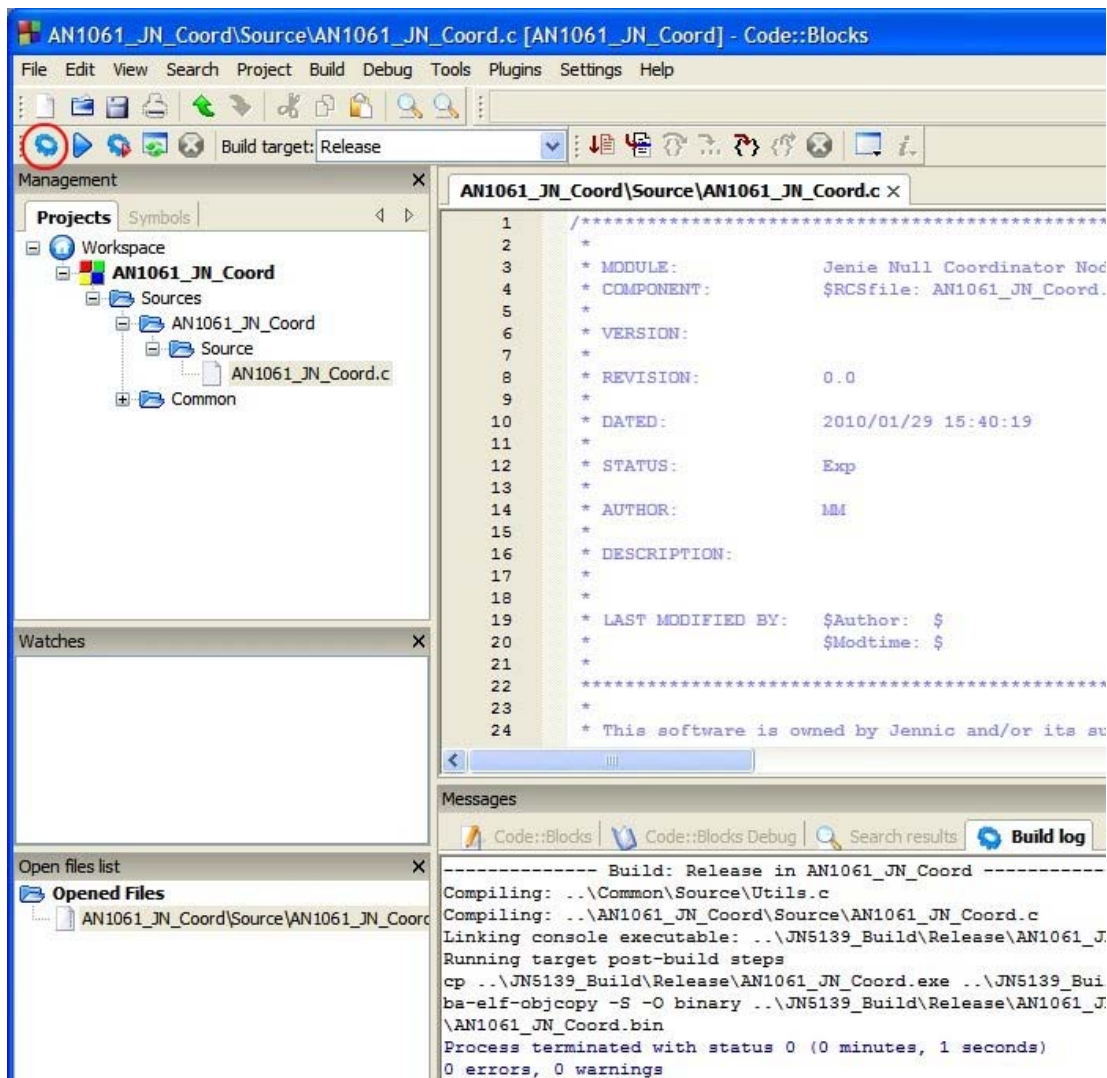 AN1061_JN_Coord\Source\AN1061_JN_Coord.c [AN1061_JN_Coord] - Code::Blocks
File Edit View Search Project Build Debug Tools Plugins Settings Help
Build target: Release
Management
Projects Symbols
Workspace
AN1061_JN_Coord
Sources
AN1061_JN_Coord
Source
AN1061_JN_Coord.c
Common
Watches
Open files list
Opened Files
AN1061_JN_Coord\Source\AN1061_JN_Coord
AN1061_JN_Coord\Source\AN1061_JN_Coord.c
1 /***********************************************
2 *
3 * MODULE: Jenie Null Coordinator Nod
4 * COMPONENT: $RCSfile: AN1061_JN_Coord.
5 *
6 * VERSION:
7 *
8 * REVISION: 0.0
9 *
10 * DATED: 2010/01/29 15:40:19
11 *
12 * STATUS: Exp
13 *
14 * AUTHOR: MM
15 *
16 * DESCRIPTION:
17 *
18 *
19 * LAST MODIFIED BY: $Author: $
20 * $Modtime: $
21 *
22 ***********************************************
23 *
24 * This software is owned by Jennic and/or its su
Messages
Code::Blocks Code::Blocks Debug Search results Build log
-------------- Build: Release in AN1061_JN_Coord -----------
Compiling: ..\Common\Source\Utils.c
Compiling: ..\AN1061_JN_Coord\Source\AN1061_JN_Coord.c
Linking console executable: ..\JN5139_Build\Release\AN1061_J
Running target post-build steps
cp ..\JN5139_Build\Release\AN1061_JN_Coord.exe ..\JN5139_Bui
ba-elf-objcopy -S -O binary ..\JN5139_Build\Release\AN1061_J
\AN1061_JN_Coord.bin
Process terminated with status 0 (0 minutes, 1 seconds)
0 errors, 0 warnings